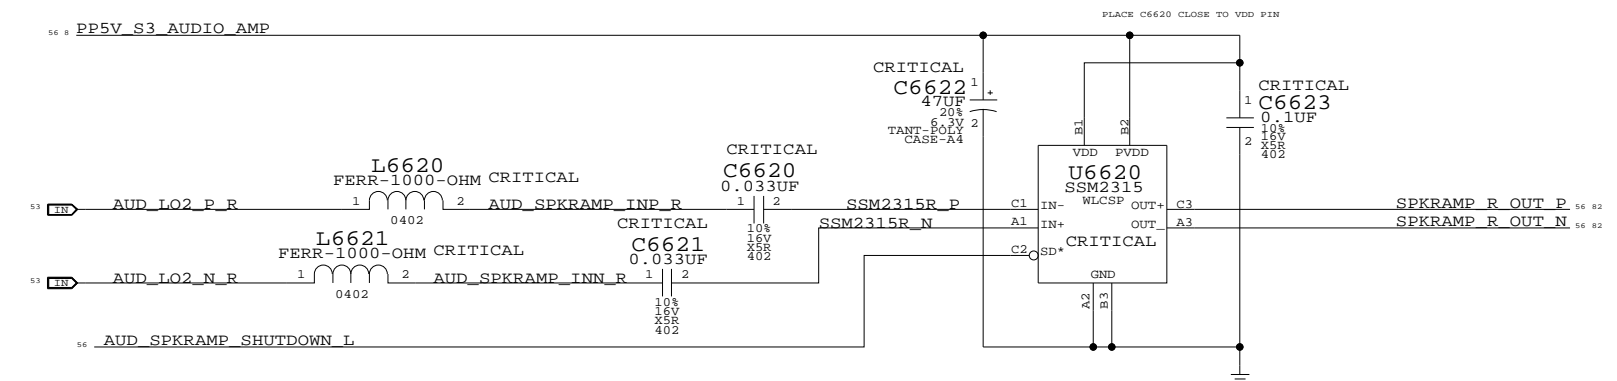 PLACE C6620 CLOSE TO VDD PIN
56 8 PP5V_S3_AUDIO_AMP
CRITICAL
C6622
47UF
20%
6.3V
TANT-POLY
CASE-A4
1
+
2
CRITICAL
C6623
0.1UF
10%
16V
X5R
402
1
2
B1
B2
VDD PVDD
U6620
SSM2315
WLCSP
CRITICAL
C1 IN-
A1 IN+
C2 SD*
OUT+ C3
OUT_ A3
GND
A2
B3
L6620
FERR-1000-OHM CRITICAL
1 2
0402
CRITICAL
C6620
0.033UF
1 2
10%
16V
X5R
402
53 IN AUD_LO2_P_R
AUD_SPKRAMP_INP_R
SSM2315R_P
SPKRAMP_R_OUT_P 56 82
SSM2315R_N
SPKRAMP_R_OUT_N 56 82
L6621
FERR-1000-OHM CRITICAL
1 2
0402
CRITICAL
C6621
0.033UF
1 2
10%
16V
X5R
402
53 IN AUD_LO2_N_R
AUD_SPKRAMP_INN_R
56 AUD_SPKRAMP_SHUTDOWN_L